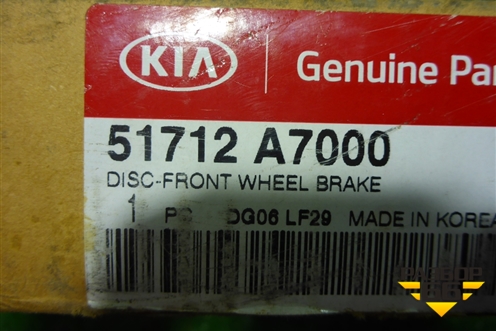 KIA
Genuine Par
51712 A7000
DISC-FRONT WHEEL BRAKE
1 PC DG06 LF29 MADE IN KOREA